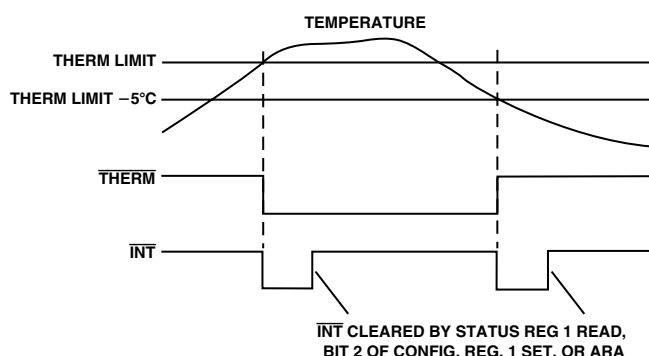 TEMPERATURE
THERM LIMIT
THERM LIMIT −5°C
THERM
INT
INT CLEARED BY STATUS REG 1 READ,
BIT 2 OF CONFIG. REG. 1 SET, OR ARA